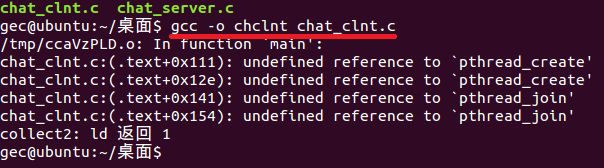 chat_clnt.c  chat_server.c
gec@ubuntu:~/桌面$ gcc -o chclnt chat_clnt.c
/tmp/ccaVzPLD.o: In function `main':
chat_clnt.c:(.text+0x111): undefined reference to `pthread_create'
chat_clnt.c:(.text+0x12e): undefined reference to `pthread_create'
chat_clnt.c:(.text+0x141): undefined reference to `pthread_join'
chat_clnt.c:(.text+0x154): undefined reference to `pthread_join'
collect2: ld 返回 1
gec@ubuntu:~/桌面$